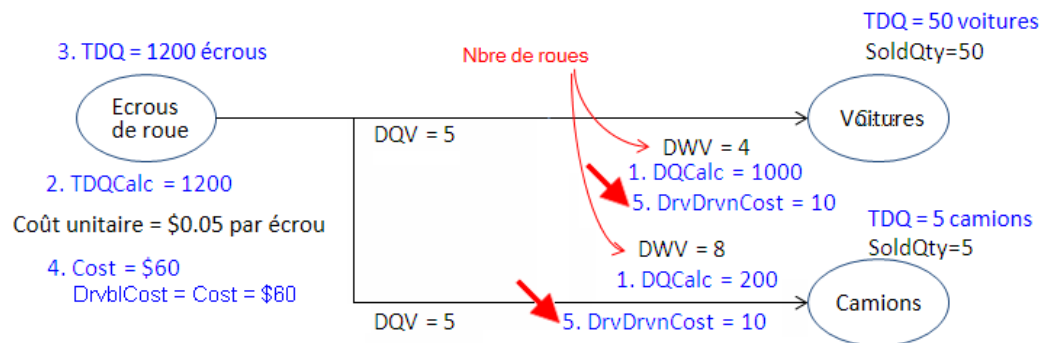 TDQ = 50 voitures
SoldQty=50
3. TDQ = 1200 écrous
Nbre de roues
Ecrous
de roue
Voitures
DQV = 5
DWV = 4
1. DQCalc = 1000
5. DrvDrvnCost = 10
2. TDQCalc = 1200
Coût unitaire = $0.05 par écrou
4. Cost = $60
DrvblCost = Cost = $60
TDQ = 5 camions
SoldQty=5
DWV = 8
1. DQCalc = 200
Camions
DQV = 5
5. DrvDrvnCost = 10